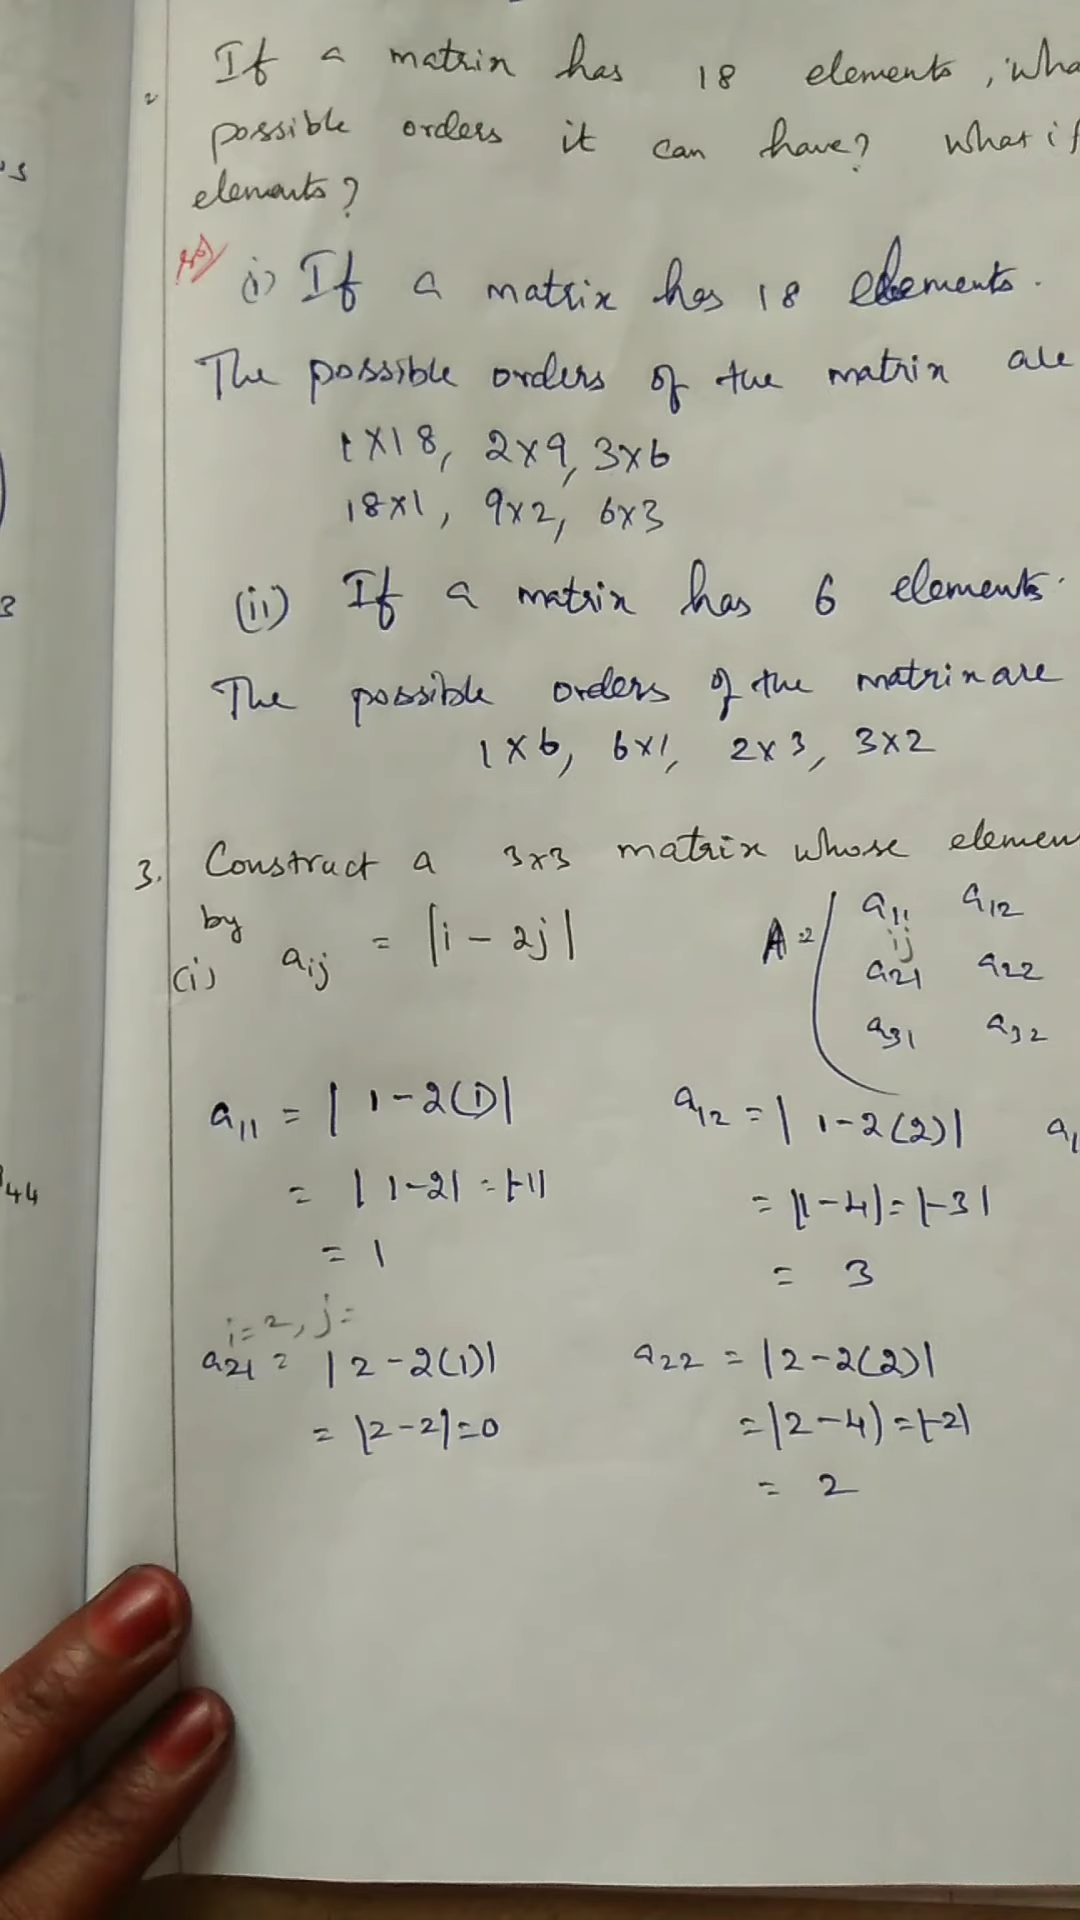 If a matrix has 18 elements, wha
possible orders it can have? What if
elements?
(i) If a matrix has 18 elements.
The possible orders of the matrix are
1×18, 2×9, 3×6
18×1, 9×2, 6×3
(ii) If a matrix has 6 elements.
The possible orders of the matrix are
1×6, 6×1, 2×3, 3×2
3. Construct a 3×3 matrix whose elemen
by
(i) aij = |i-2j| A = ( a11 a12
ij
a21 a22
a31 a32
a11 = | 1-2(1)| a12 = | 1-2(2)| a1
= | 1-2| = |-1| = |1-4| = |-3|
= 1 = 3
i=2, j=
a21 = |2-2(1)| a22 = |2-2(2)|
= |2-2|=0 =|2-4|=|-2|
= 2
44
3